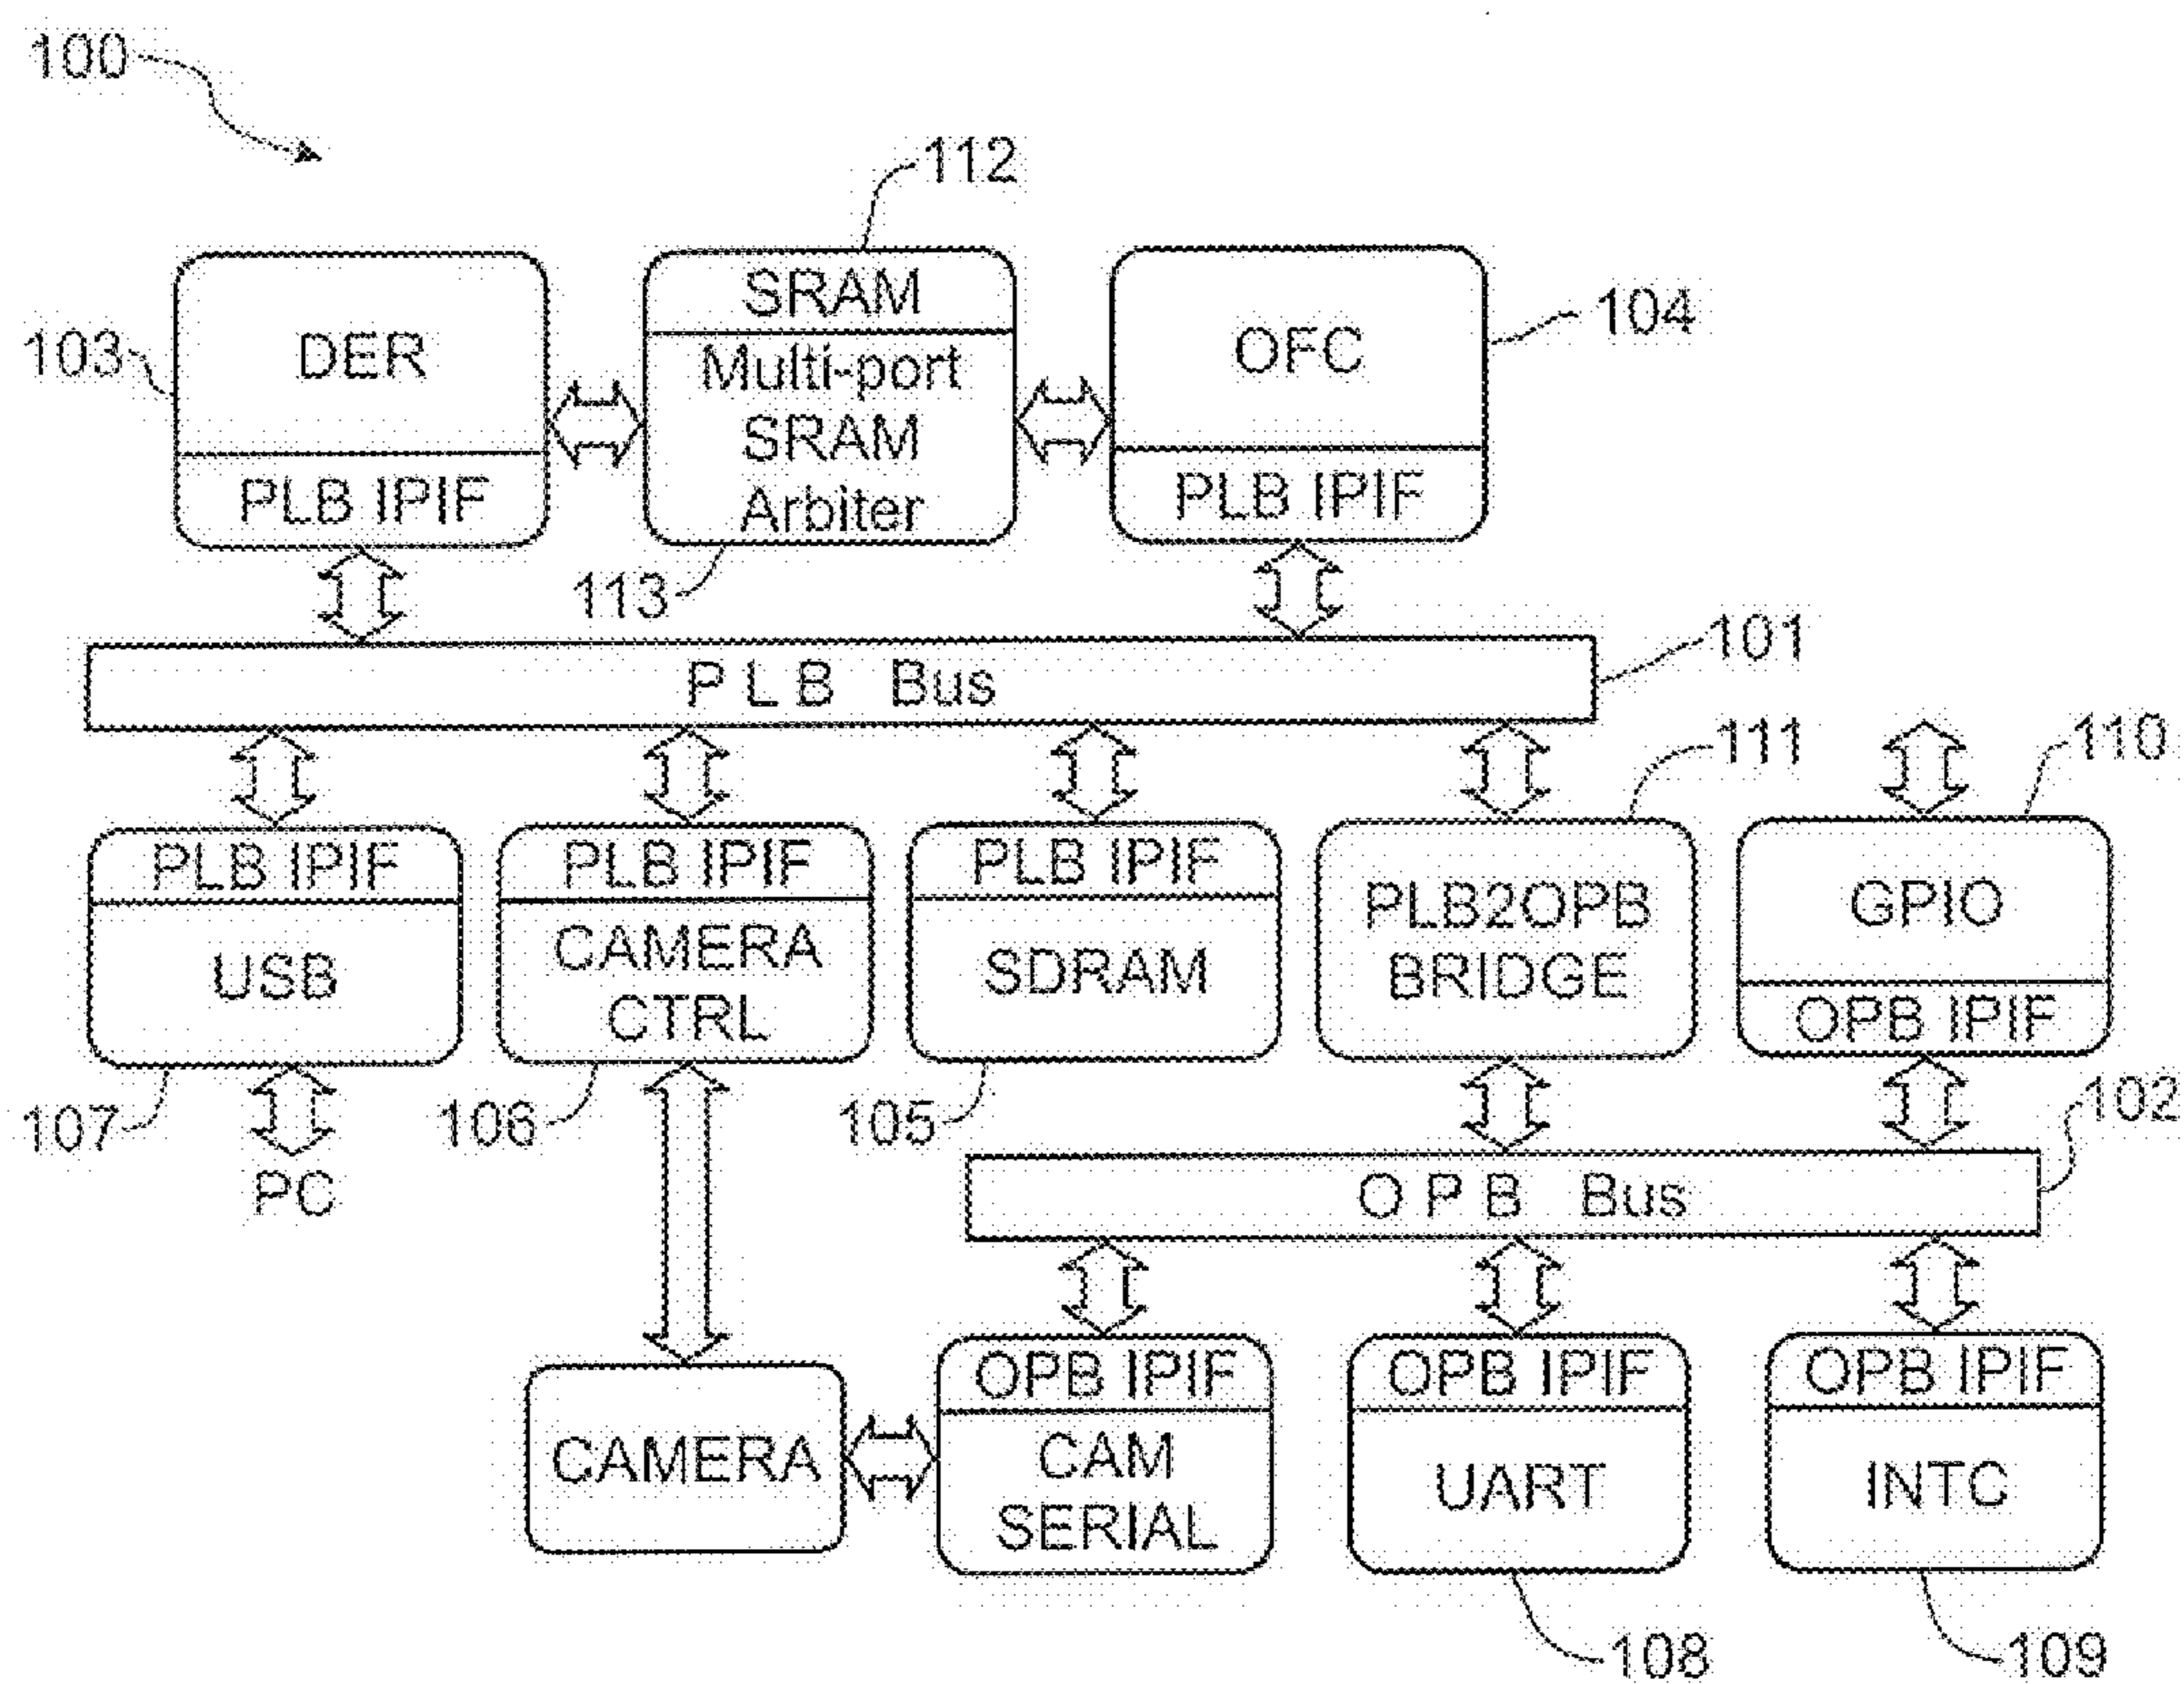 100
112
SRAM
104
103
DER
Multi-port
SRAM
Arbiter
OFC
PLB IPIF
PLB IPIF
113
101
PLB Bus
111
110
PLB IPIF
USB
PLB IPIF
CAMERA
CTRL
PLB IPIF
SDRAM
PLB2OPB
BRIDGE
GPIO
OPB IPIF
107
PC
106
105
102
OPB Bus
CAMERA
OPB IPIF
CAM
SERIAL
OPB IPIF
UART
OPB IPIF
INTC
108
109